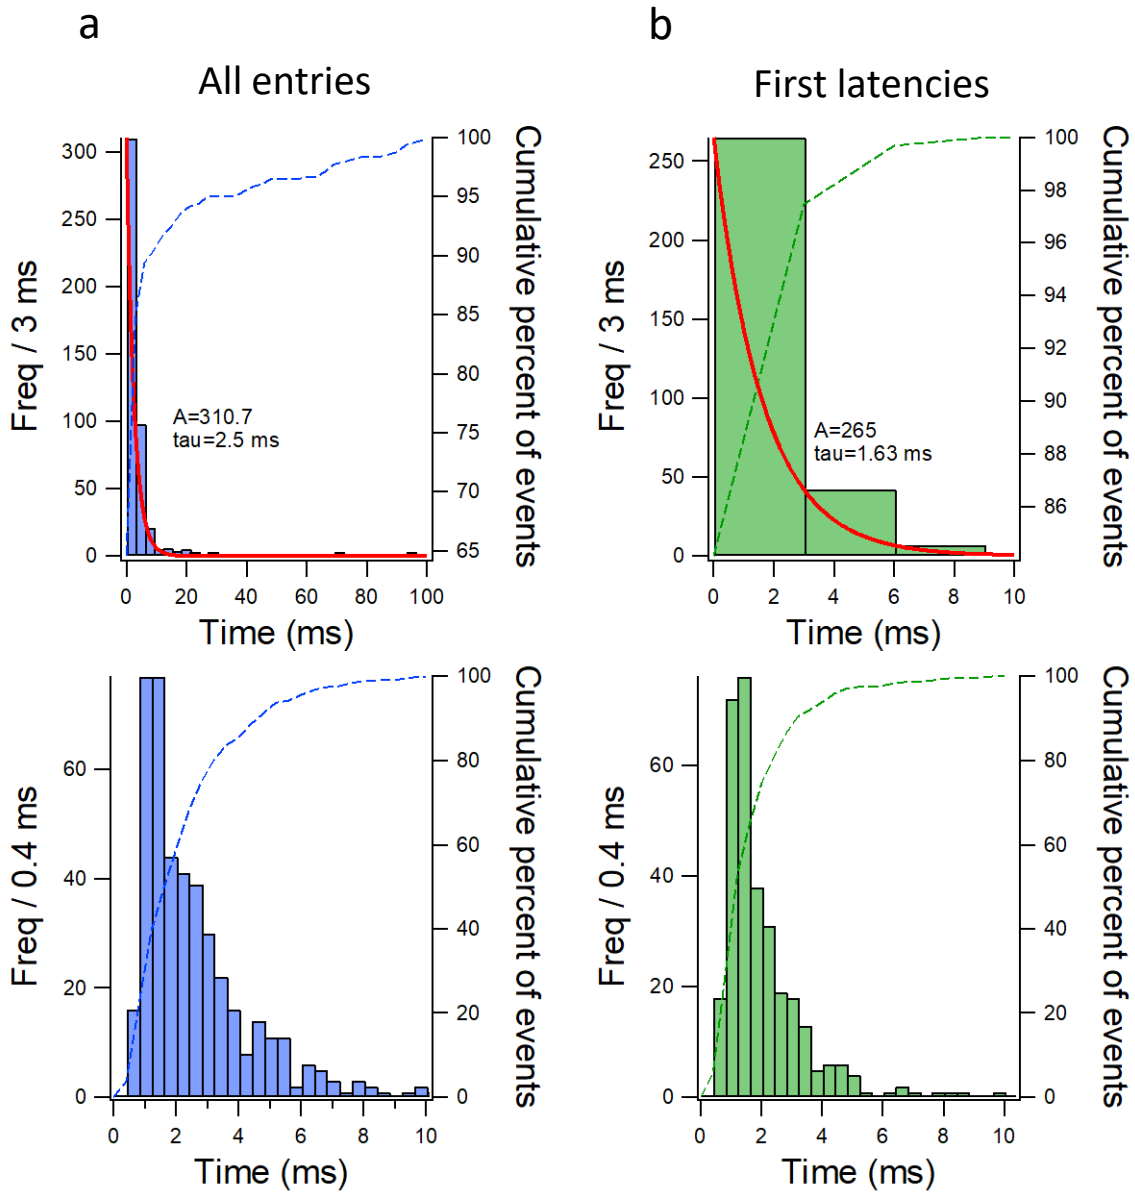 a
All entries
300
250
200
150
100
50
0
Freq / 3 ms
A=310.7
tau=2.5 ms
100
95
90
85
80
75
70
65
Cumulative percent of events
0 20 40 60 80 100
Time (ms)
b
First latencies
250
200
150
100
50
0
Freq / 3 ms
A=265
tau=1.63 ms
100
98
96
94
92
90
88
86
Cumulative percent of events
0 2 4 6 8 10
Time (ms)
60
40
20
0
Freq / 0.4 ms
100
80
60
40
20
0
Cumulative percent of events
0 2 4 6 8 10
Time (ms)
60
40
20
0
Freq / 0.4 ms
100
80
60
40
20
0
Cumulative percent of events
0 2 4 6 8 10
Time (ms)